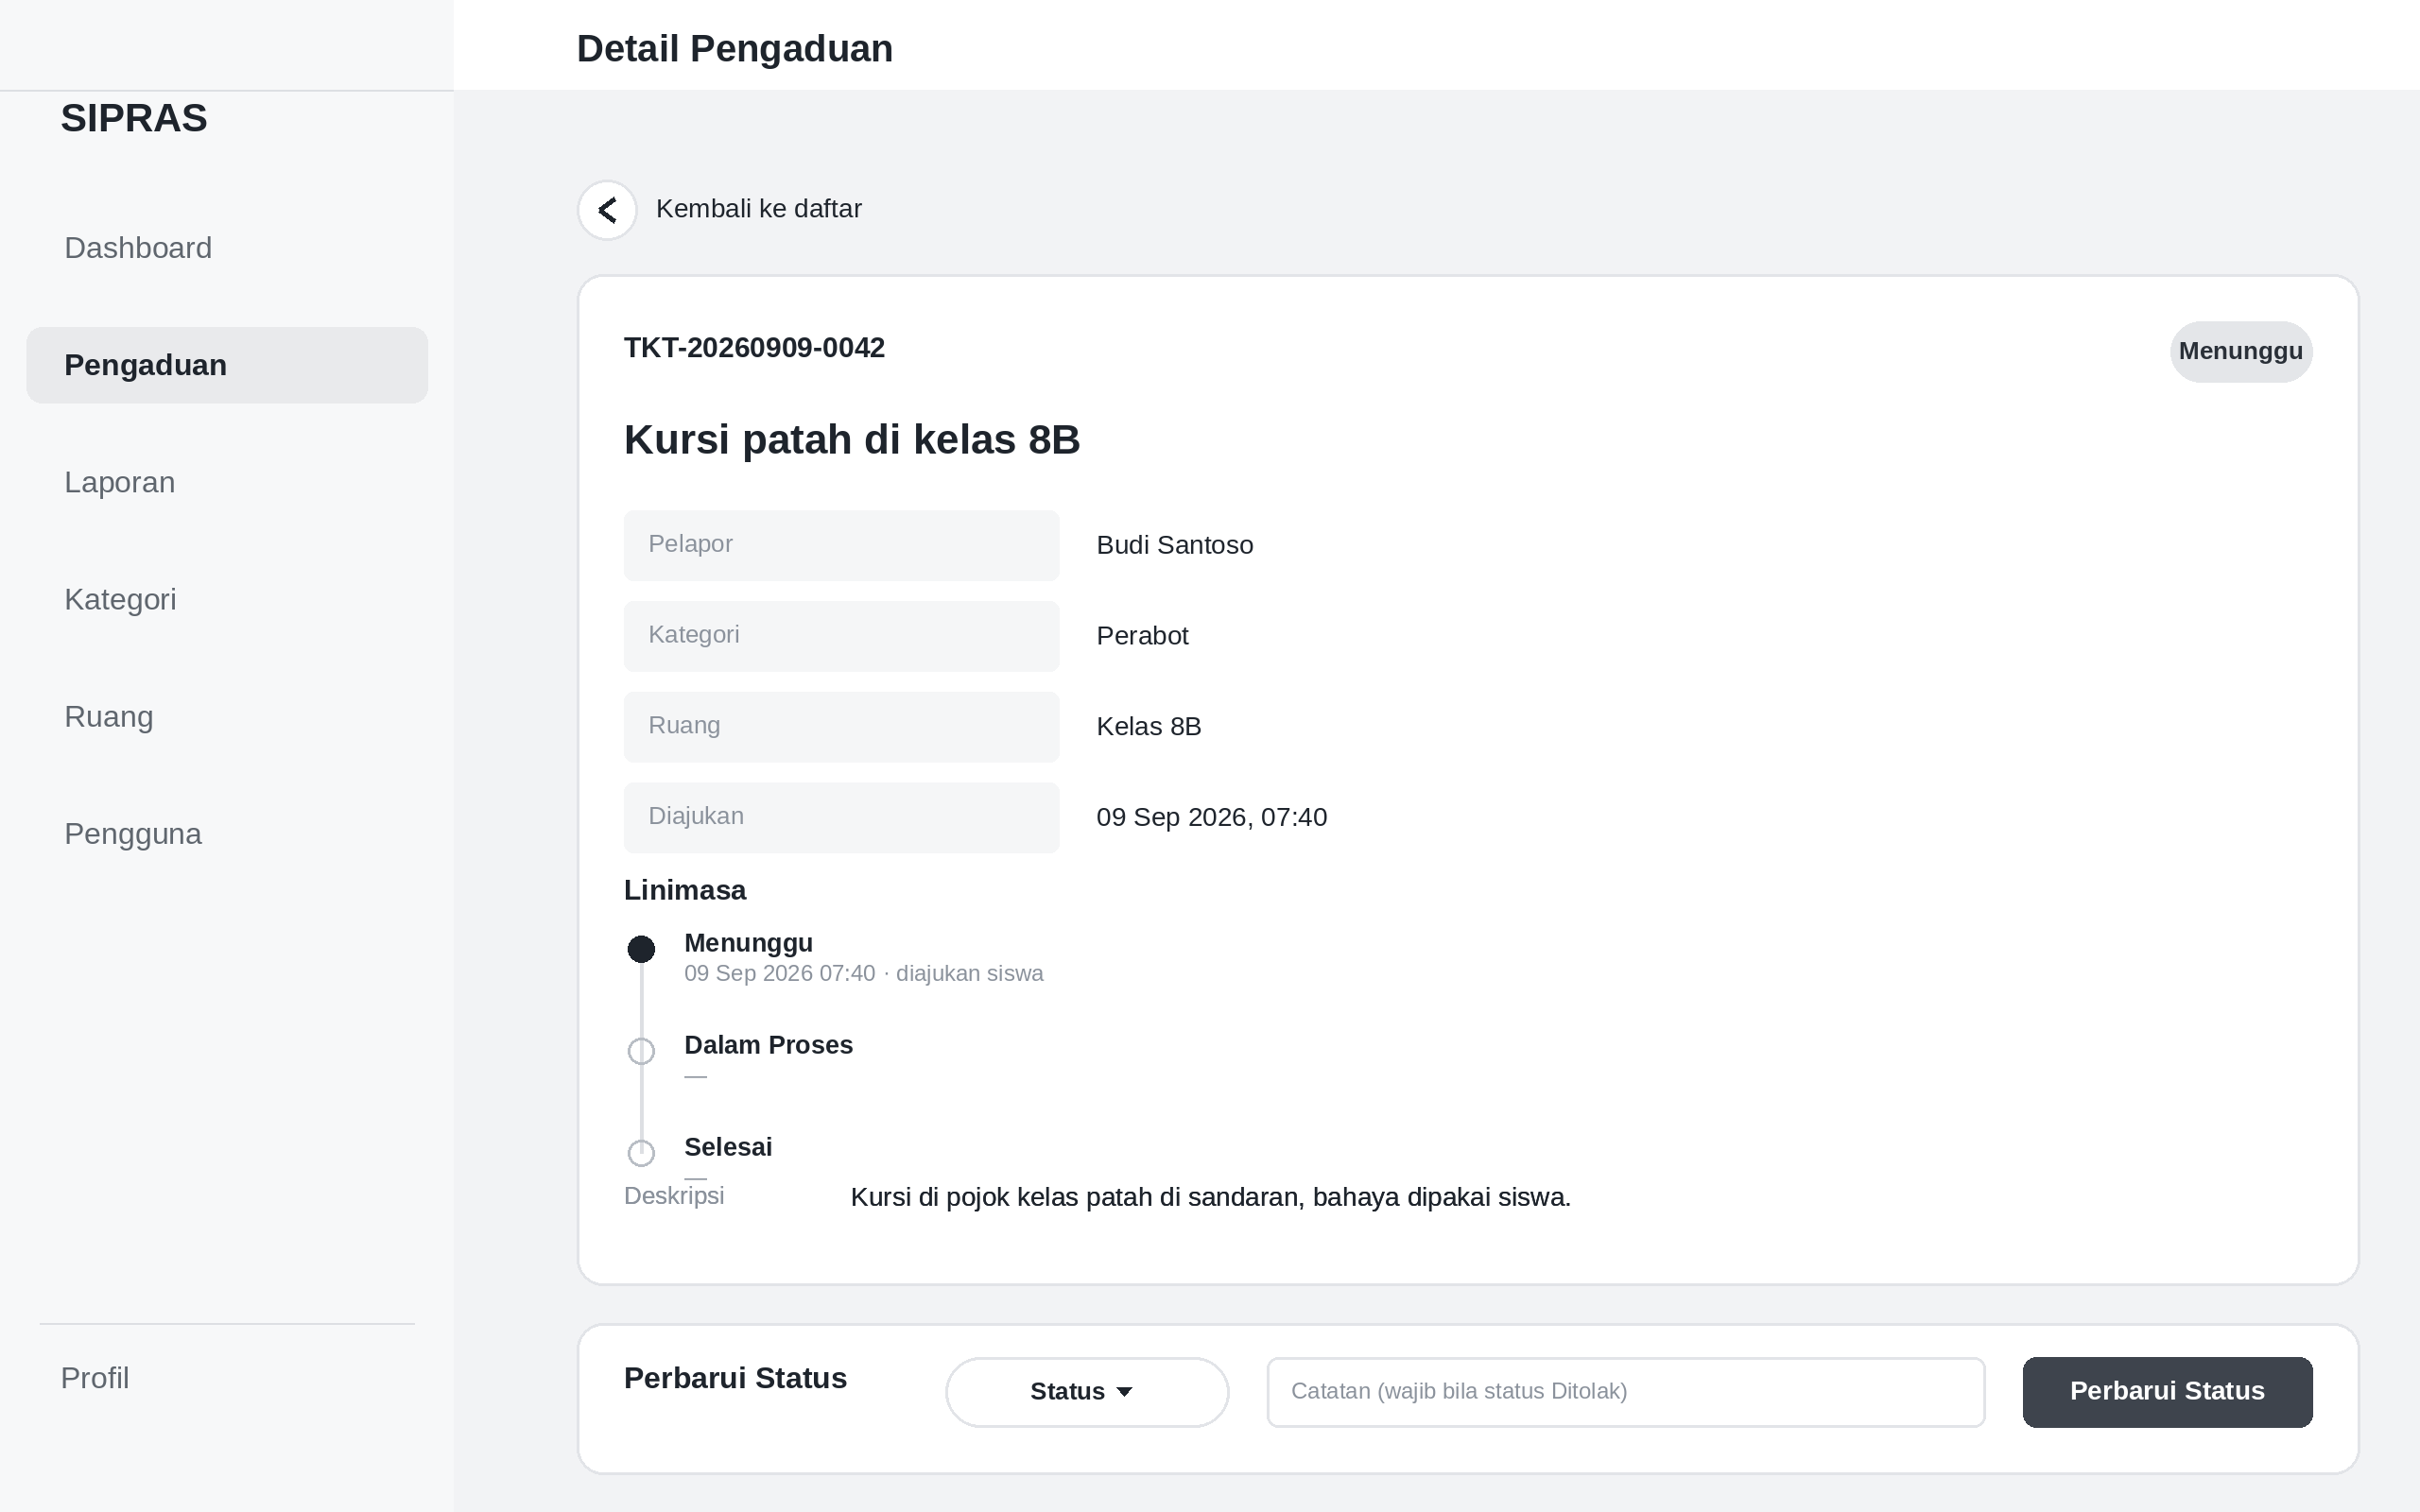 Detail Pengaduan
SIPRAS
Dashboard
Pengaduan
Laporan
Kategori
Ruang
Pengguna
Profil
Kembali ke daftar
TKT-20260909-0042
Menunggu
Kursi patah di kelas 8B
Pelapor Budi Santoso
Kategori Perabot
Ruang Kelas 8B
Diajukan 09 Sep 2026, 07:40
Linimasa
Menunggu
09 Sep 2026 07:40 · diajukan siswa
Dalam Proses
—
Selesai
—
Deskripsi Kursi di pojok kelas patah di sandaran, bahaya dipakai siswa.
Perbarui Status
Status
Catatan (wajib bila status Ditolak)
Perbarui Status